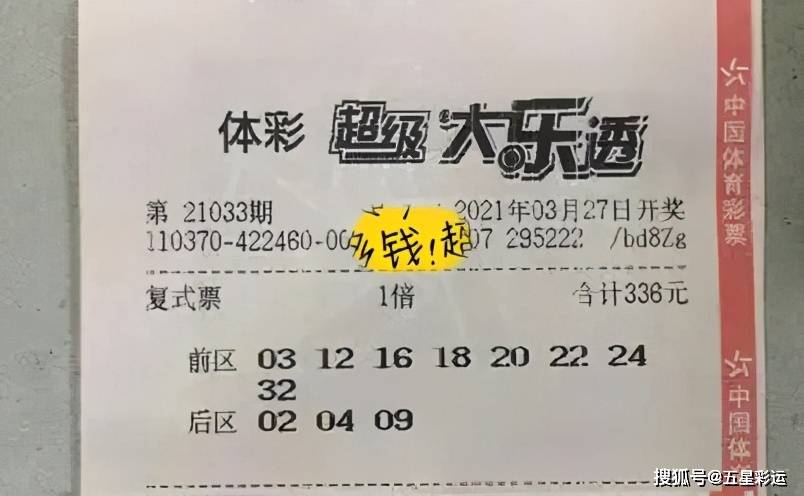 体彩 超级大乐透
第 21033期 2021年03月27日开奖
110370-422460-00 07 295222 /bd8Zg
多钱!超
复式票 1倍 合计336元
前区 03 12 16 18 20 22 24
32
后区 02 04 09
中国体育彩票
中国体
搜狐号@五星彩运